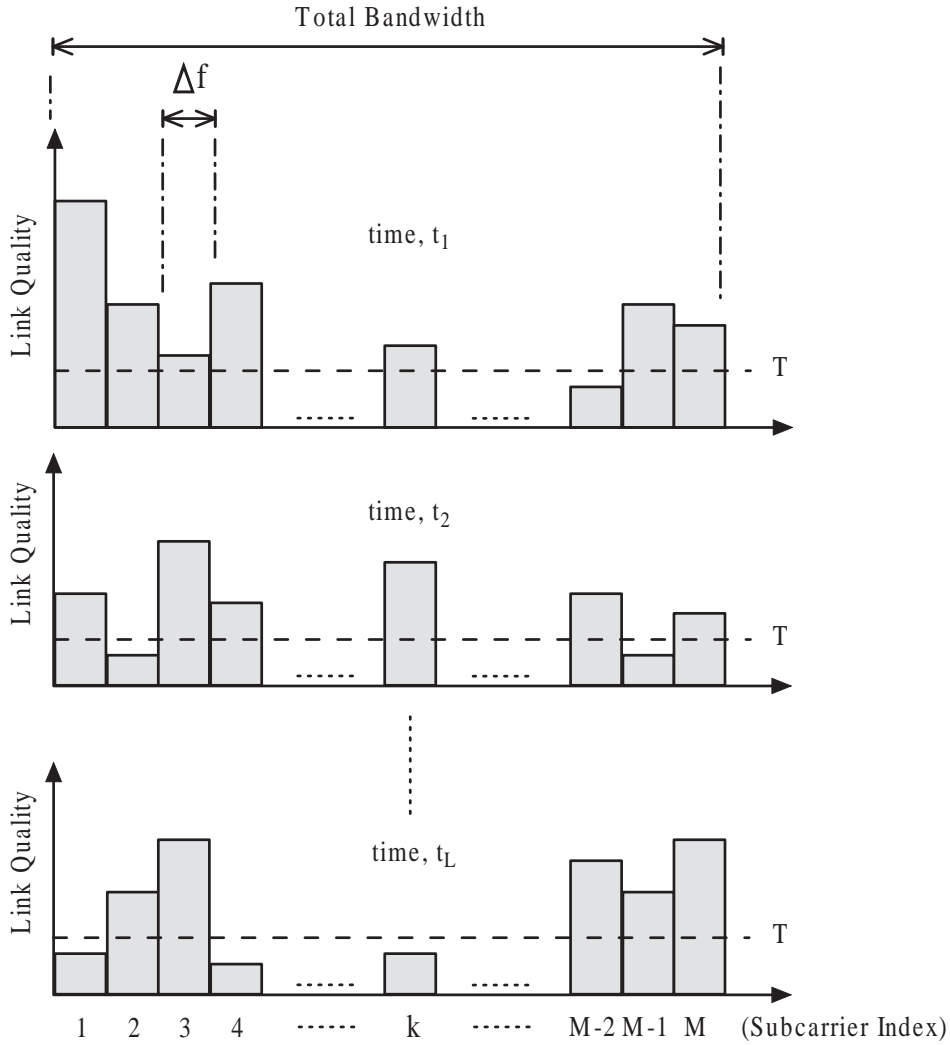 Total Bandwidth
Δf
Link Quality
time, t1
T
Link Quality
time, t2
T
Link Quality
time, tL
T
1 2 3 4 ...... k ...... M-2 M-1 M (Subcarrier Index)